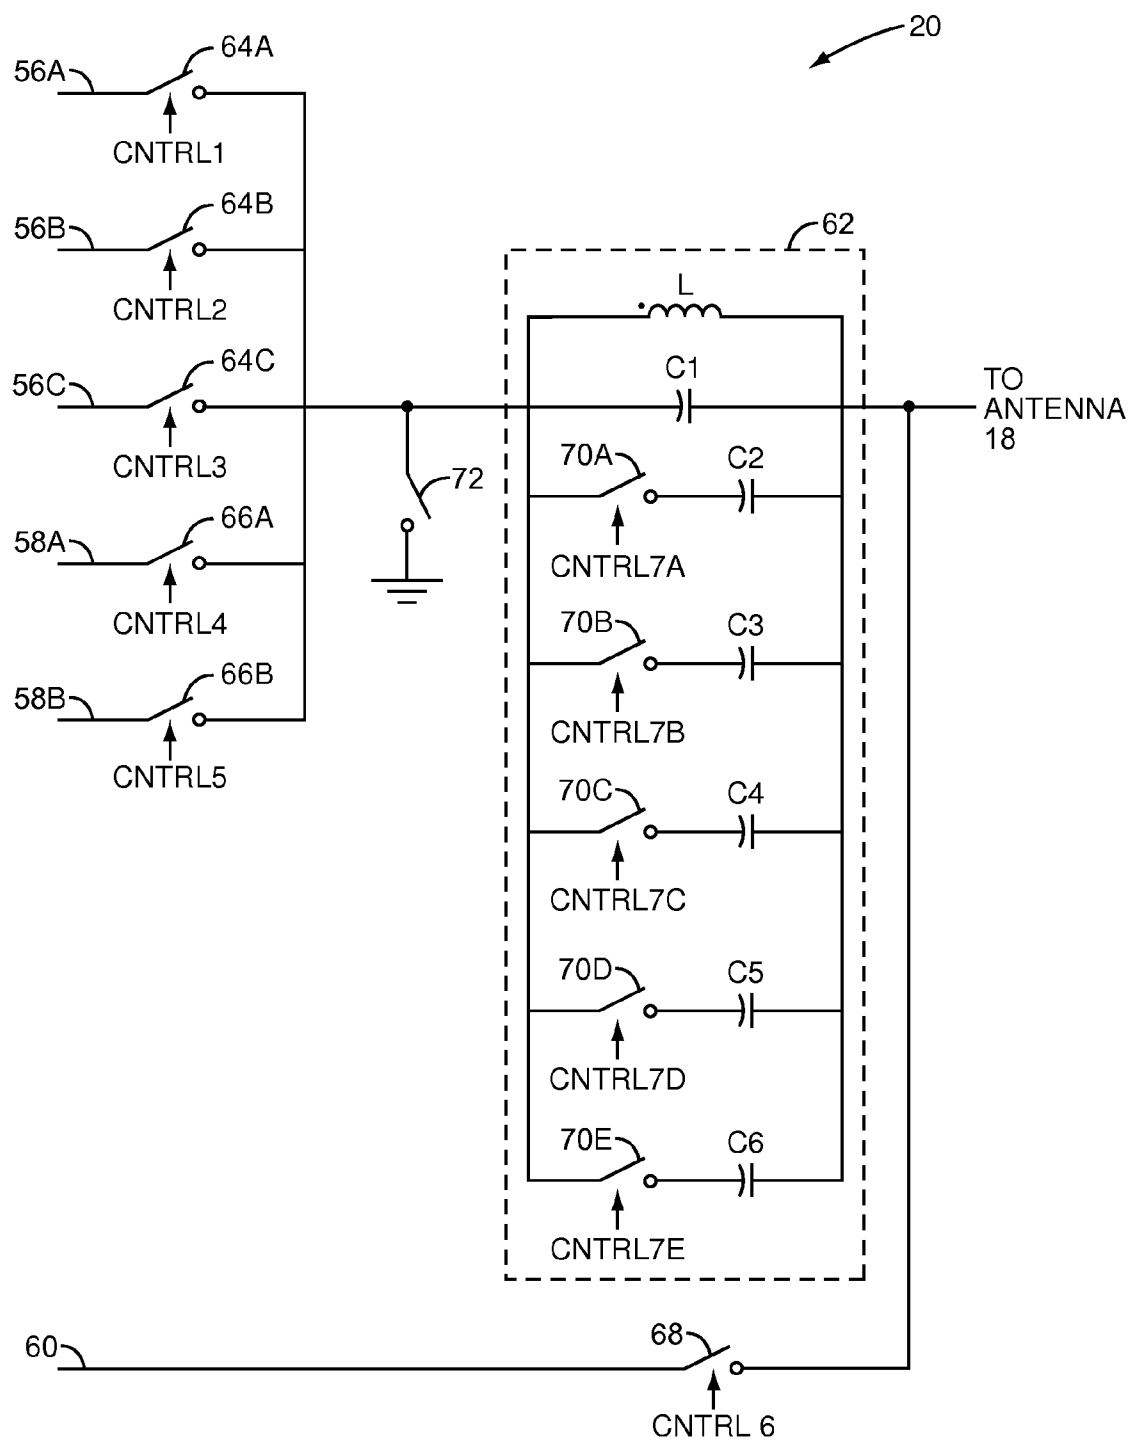 20
64A
56A
CNTRL1
64B
56B
CNTRL2
62
L
64C
56C
CNTRL3
C1
TO
ANTENNA
18
70A
C2
72
CNTRL7A
66A
58A
CNTRL4
70B
C3
CNTRL7B
66B
58B
CNTRL5
70C
C4
CNTRL7C
70D
C5
CNTRL7D
70E
C6
CNTRL7E
60
68
CNTRL 6